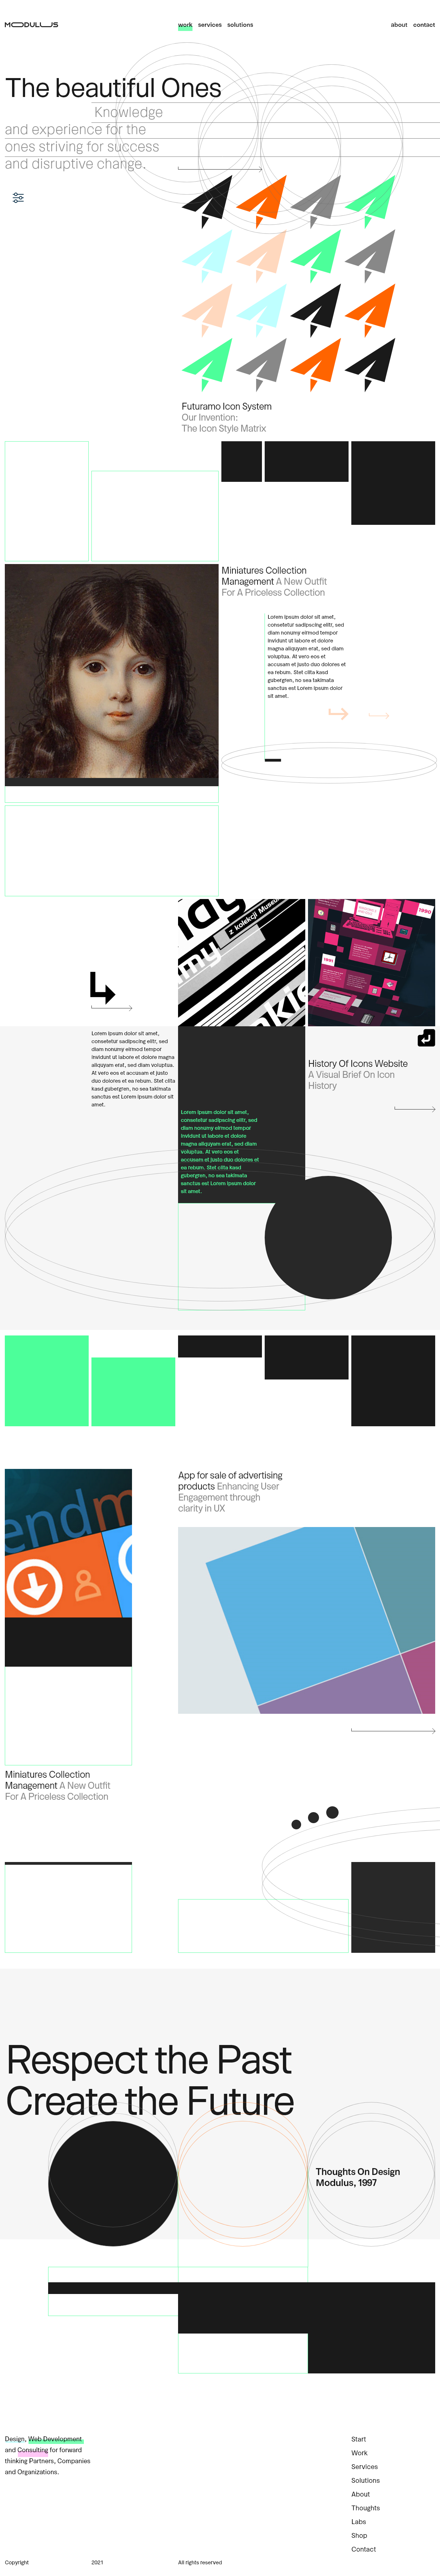 MODULUS
work services solutions
about contact
The beautiful Ones
Knowledge
and experience for the
ones striving for success
and disruptive change.
Futuramo Icon System
Our Invention:
The Icon Style Matrix
Miniatures Collection
Management A New Outfit
For A Priceless Collection
Lorem ipsum dolor sit amet,
consetetur sadipscing elitr, sed
diam nonumy eirmod tempor
invidunt ut labore et dolore
magna aliquyam erat, sed diam
voluptua. At vero eos et
accusam et justo duo dolores et
ea rebum. Stet clita kasd
gubergren, no sea takimata
sanctus est Lorem ipsum dolor
sit amet.
z kolekcji Muzeu
1990
1991
Lorem ipsum dolor sit amet,
consetetur sadipscing elitr, sed
diam nonumy eirmod tempor
invidunt ut labore et dolore magna
aliquyam erat, sed diam voluptua.
At vero eos et accusam et justo
duo dolores et ea rebum. Stet clita
kasd gubergren, no sea takimata
sanctus est Lorem ipsum dolor sit
amet.
Lorem ipsum dolor sit amet,
consetetur sadipscing elitr, sed
diam nonumy eirmod tempor
invidunt ut labore et dolore
magna aliquyam erat, sed diam
voluptua. At vero eos et
accusam et justo duo dolores et
ea rebum. Stet clita kasd
gubergren, no sea takimata
sanctus est Lorem ipsum dolor
sit amet.
History Of Icons Website
A Visual Brief On Icon
History
App for sale of advertising
products Enhancing User
Engagement through
clarity in UX
Miniatures Collection
Management A New Outfit
For A Priceless Collection
Respect the Past
Create the Future
Thoughts On Design
Modulus, 1997
Design, Web Development
and Consulting for forward
thinking Partners, Companies
and Organizations.
Start
Work
Services
Solutions
About
Thoughts
Labs
Shop
Contact
Copyright 2021 All rights reserved